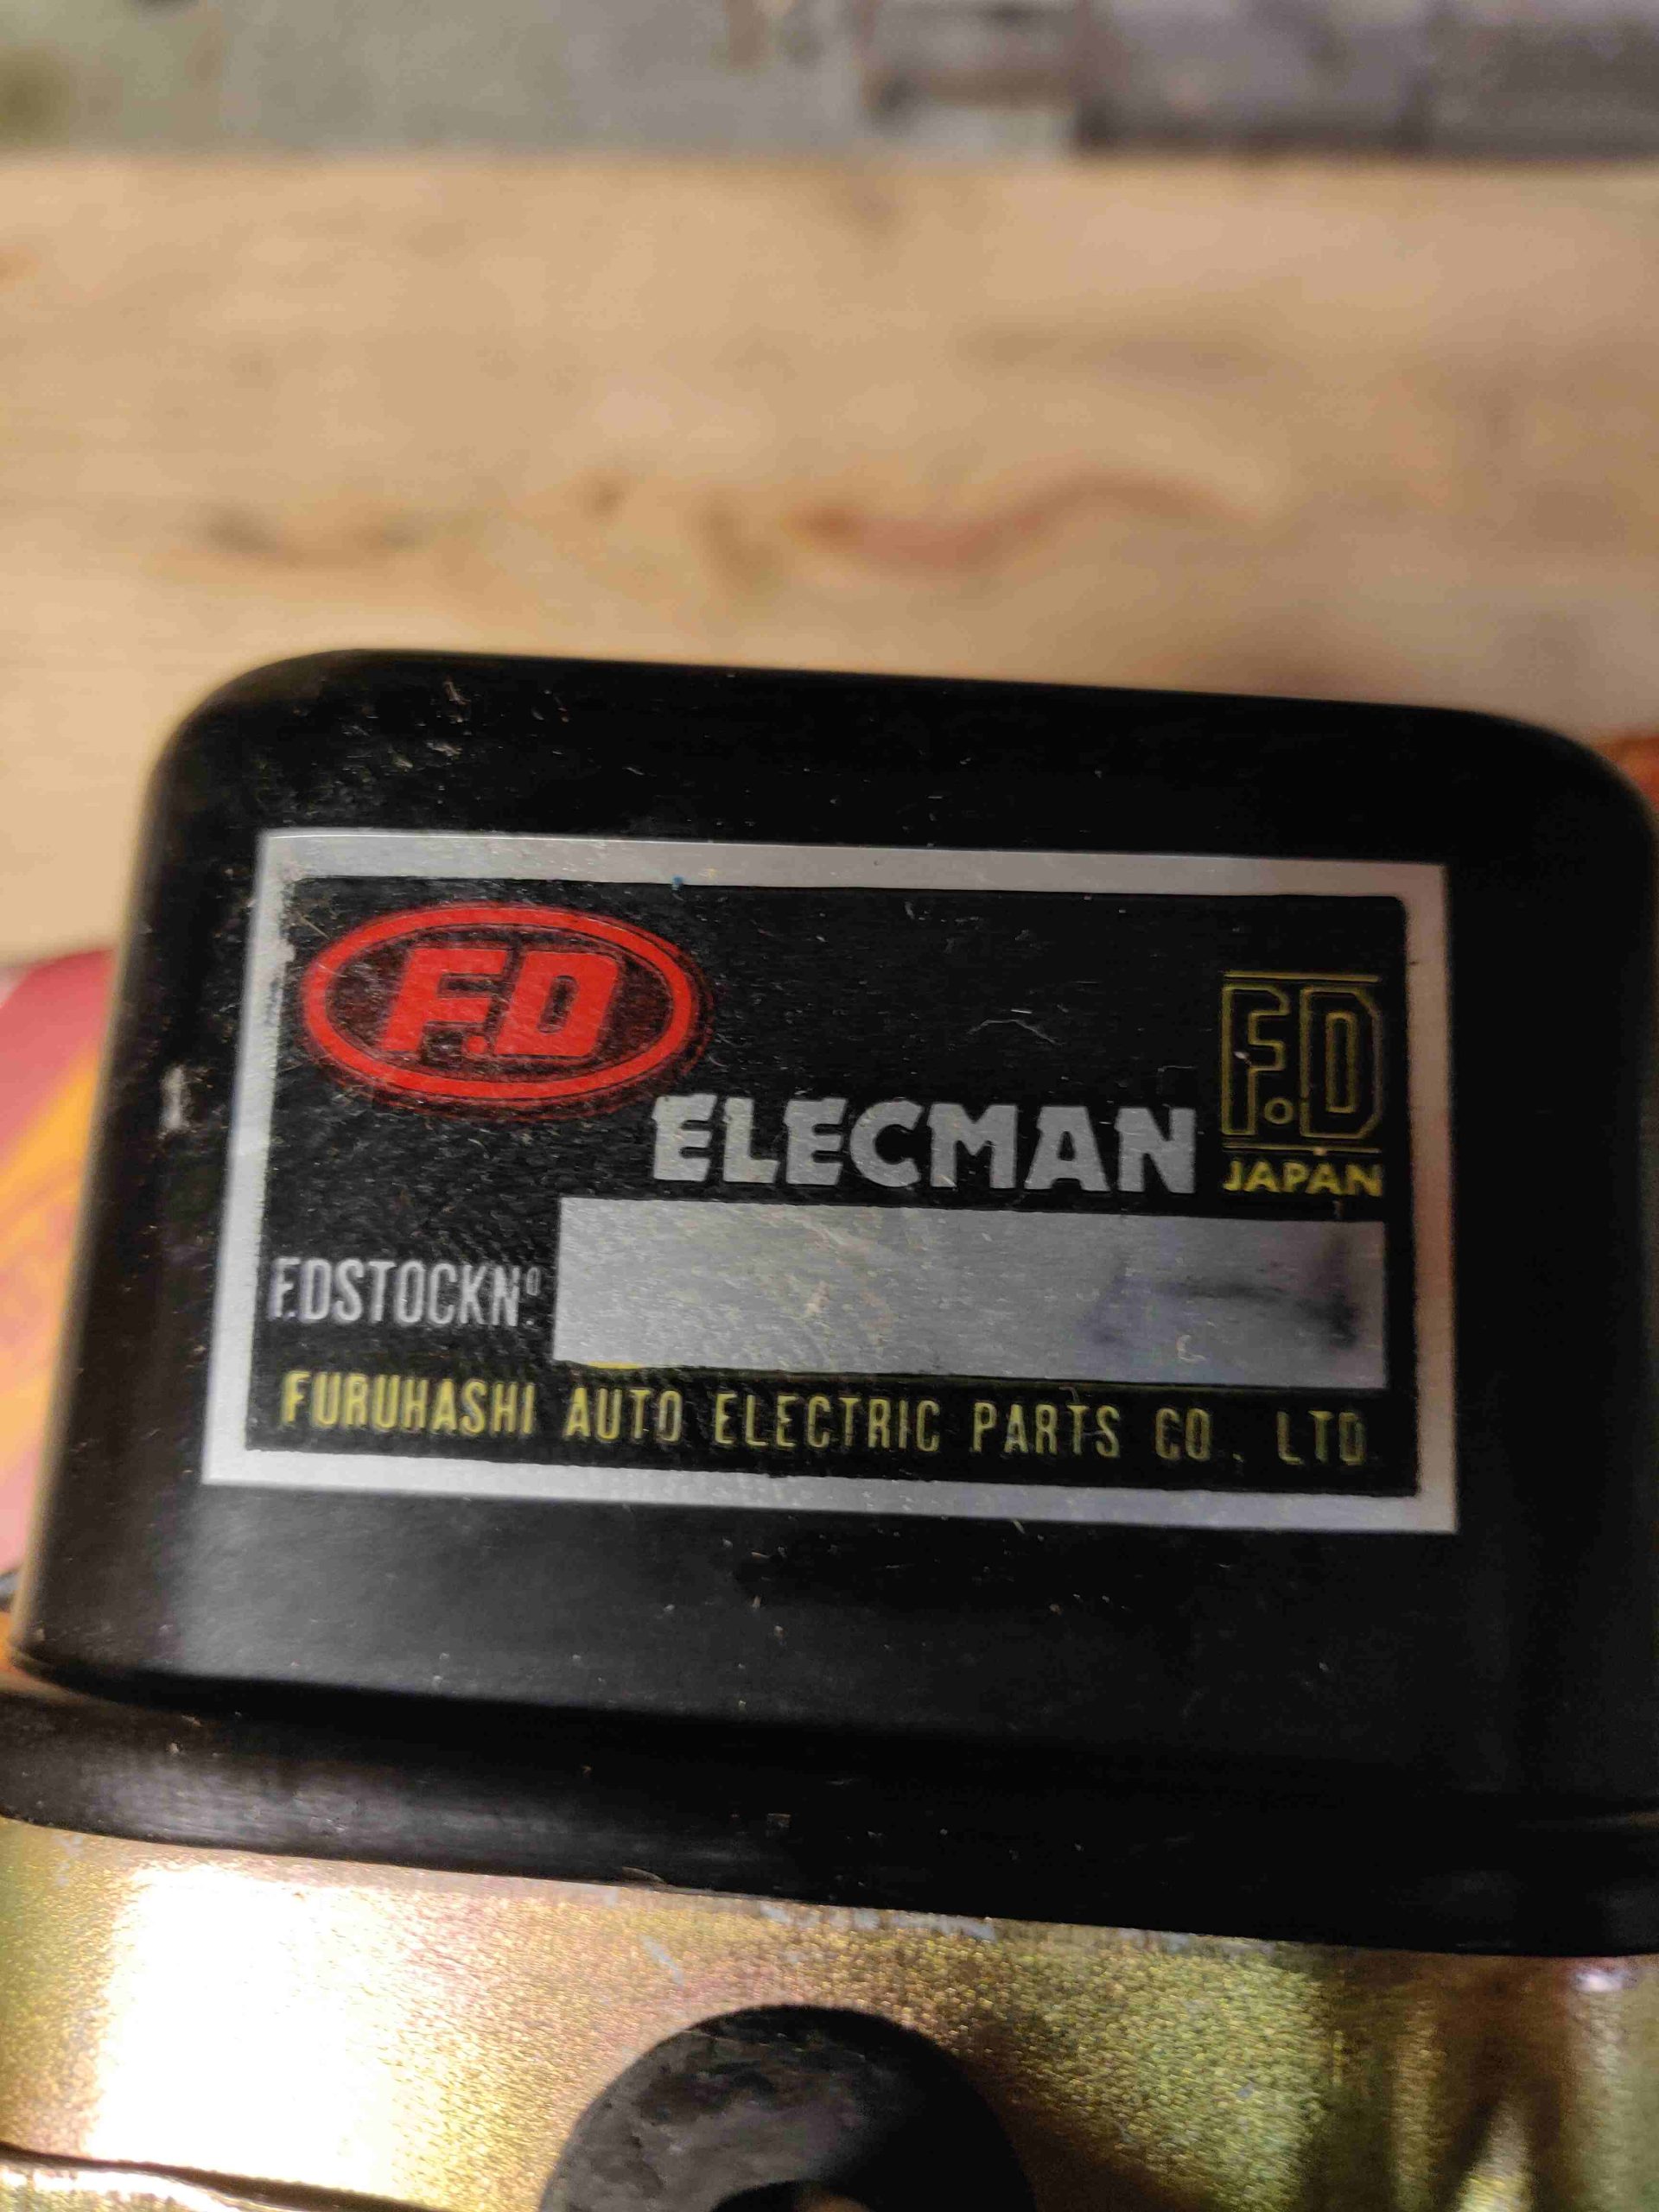 F.D
F.D
ELECMAN
JAPAN
F.DSTOCKNº
FURUHASHI AUTO ELECTRIC PARTS CO., LTD